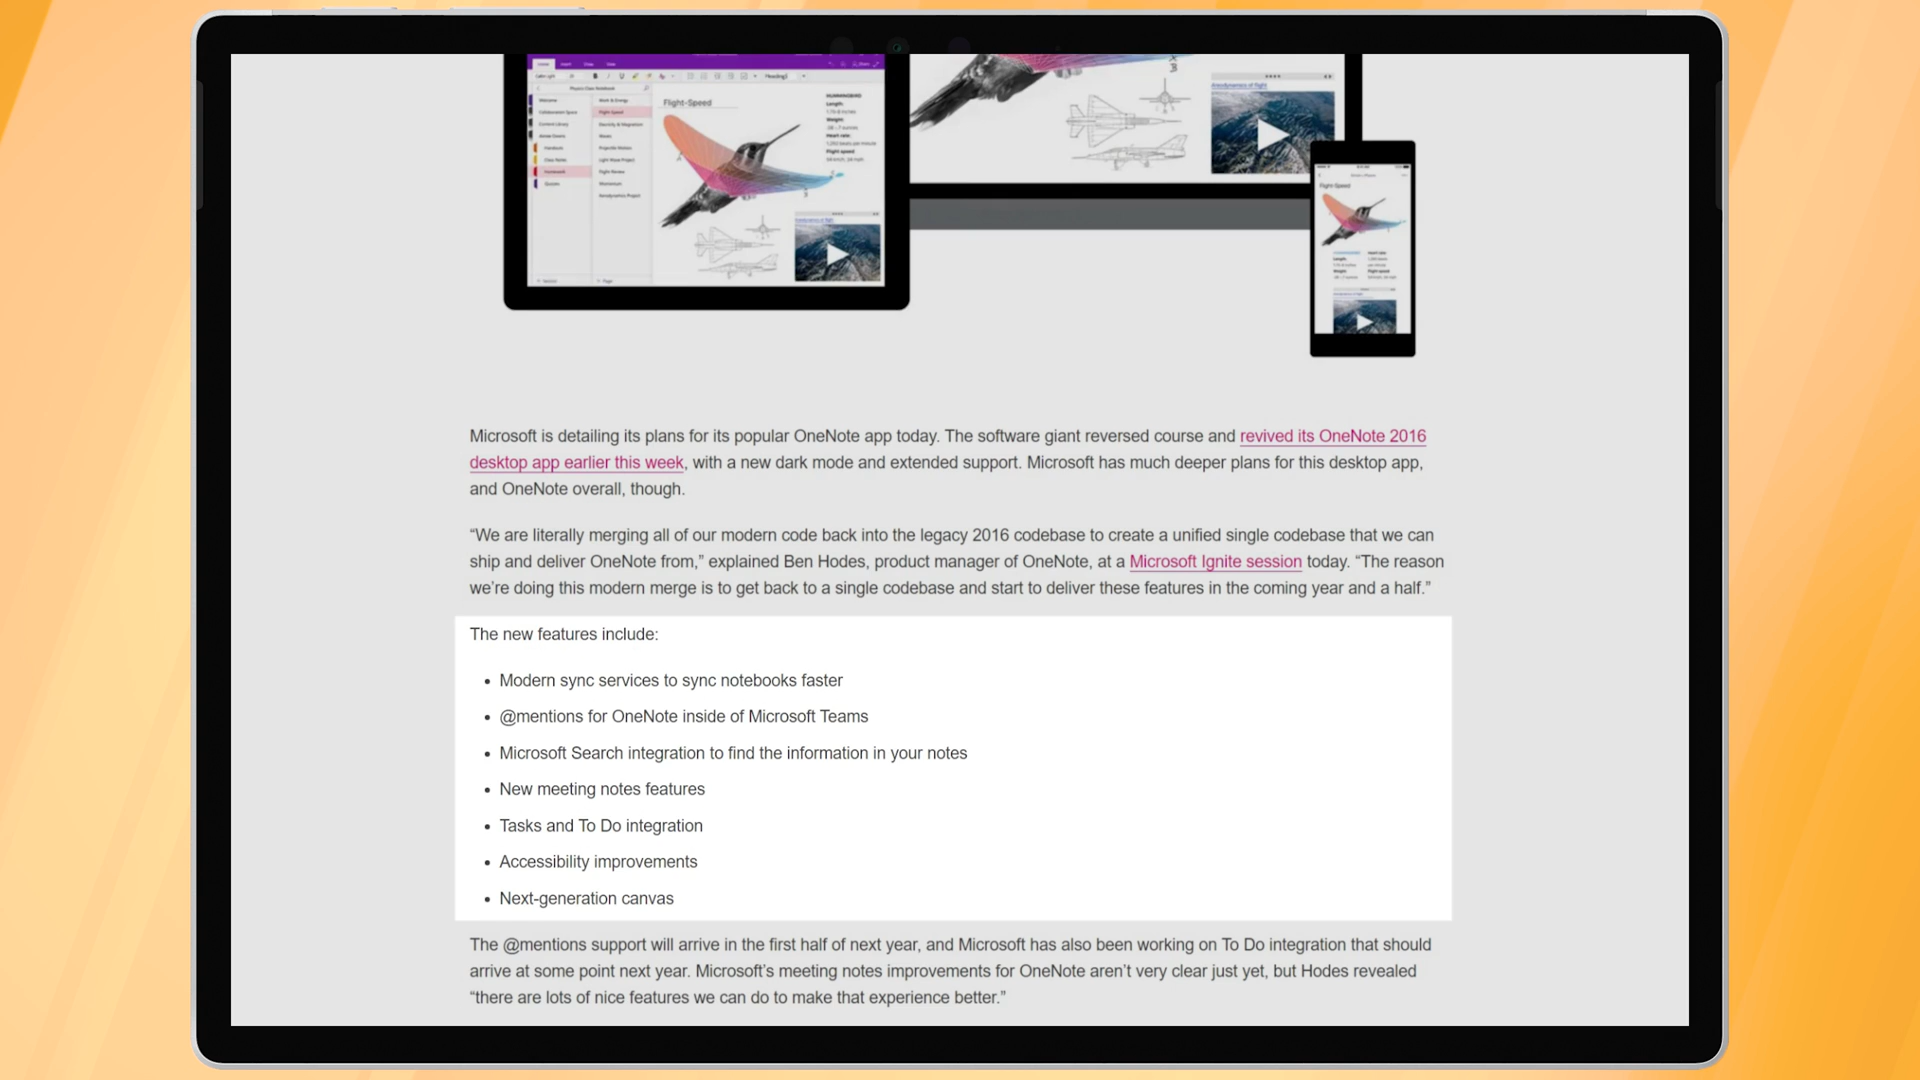 Flight-Speed
HUMMINGBIRD
Length:
Weight:
Heart rate:
Flight speed
Flight Speed
Microsoft is detailing its plans for its popular OneNote app today. The software giant reversed course and revived its OneNote 2016
desktop app earlier this week, with a new dark mode and extended support. Microsoft has much deeper plans for this desktop app,
and OneNote overall, though.
“We are literally merging all of our modern code back into the legacy 2016 codebase to create a unified single codebase that we can
ship and deliver OneNote from,” explained Ben Hodes, product manager of OneNote, at a Microsoft Ignite session today. “The reason
we’re doing this modern merge is to get back to a single codebase and start to deliver these features in the coming year and a half.”
The new features include:
• Modern sync services to sync notebooks faster
• @mentions for OneNote inside of Microsoft Teams
• Microsoft Search integration to find the information in your notes
• New meeting notes features
• Tasks and To Do integration
• Accessibility improvements
• Next-generation canvas
The @mentions support will arrive in the first half of next year, and Microsoft has also been working on To Do integration that should
arrive at some point next year. Microsoft’s meeting notes improvements for OneNote aren’t very clear just yet, but Hodes revealed
“there are lots of nice features we can do to make that experience better.”